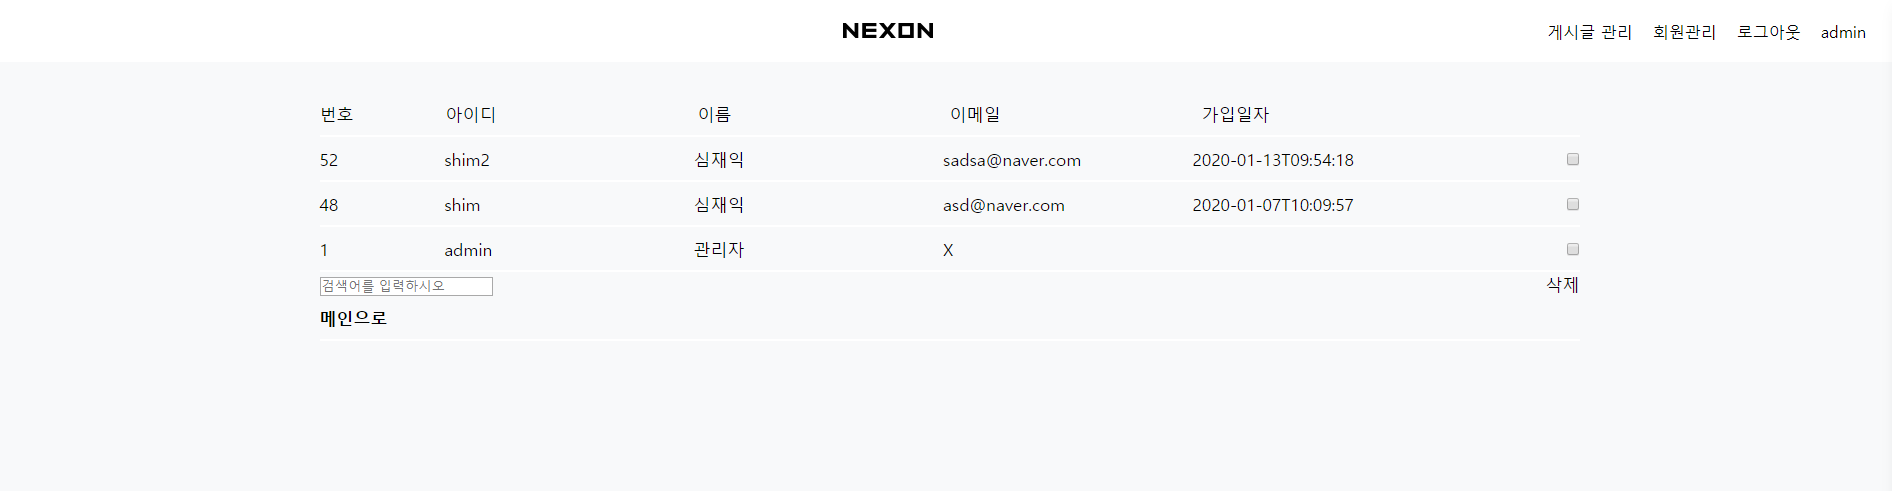 NEXON 게시글 관리 회원관리 로그아웃 admin
번호 아이디 이름 이메일 가입일자
52 shim2 심재익 sadsa@naver.com 2020-01-13T09:54:18
48 shim 심재익 asd@naver.com 2020-01-07T10:09:57
1 admin 관리자 X
검색어를 입력하시오 삭제
메인으로